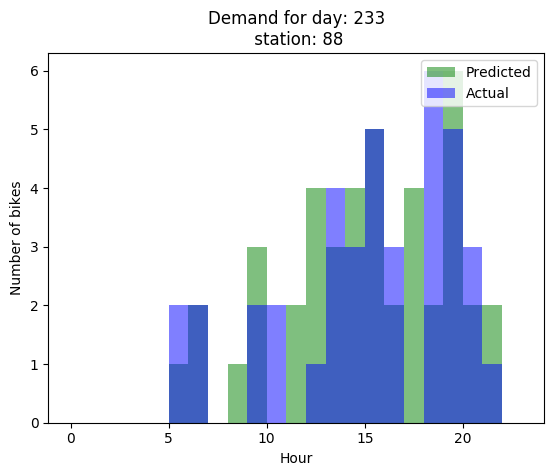 Demand for day: 233
station: 88
Predicted
Actual
6
5
4
3
2
1
0
Number of bikes
0 5 10 15 20
Hour